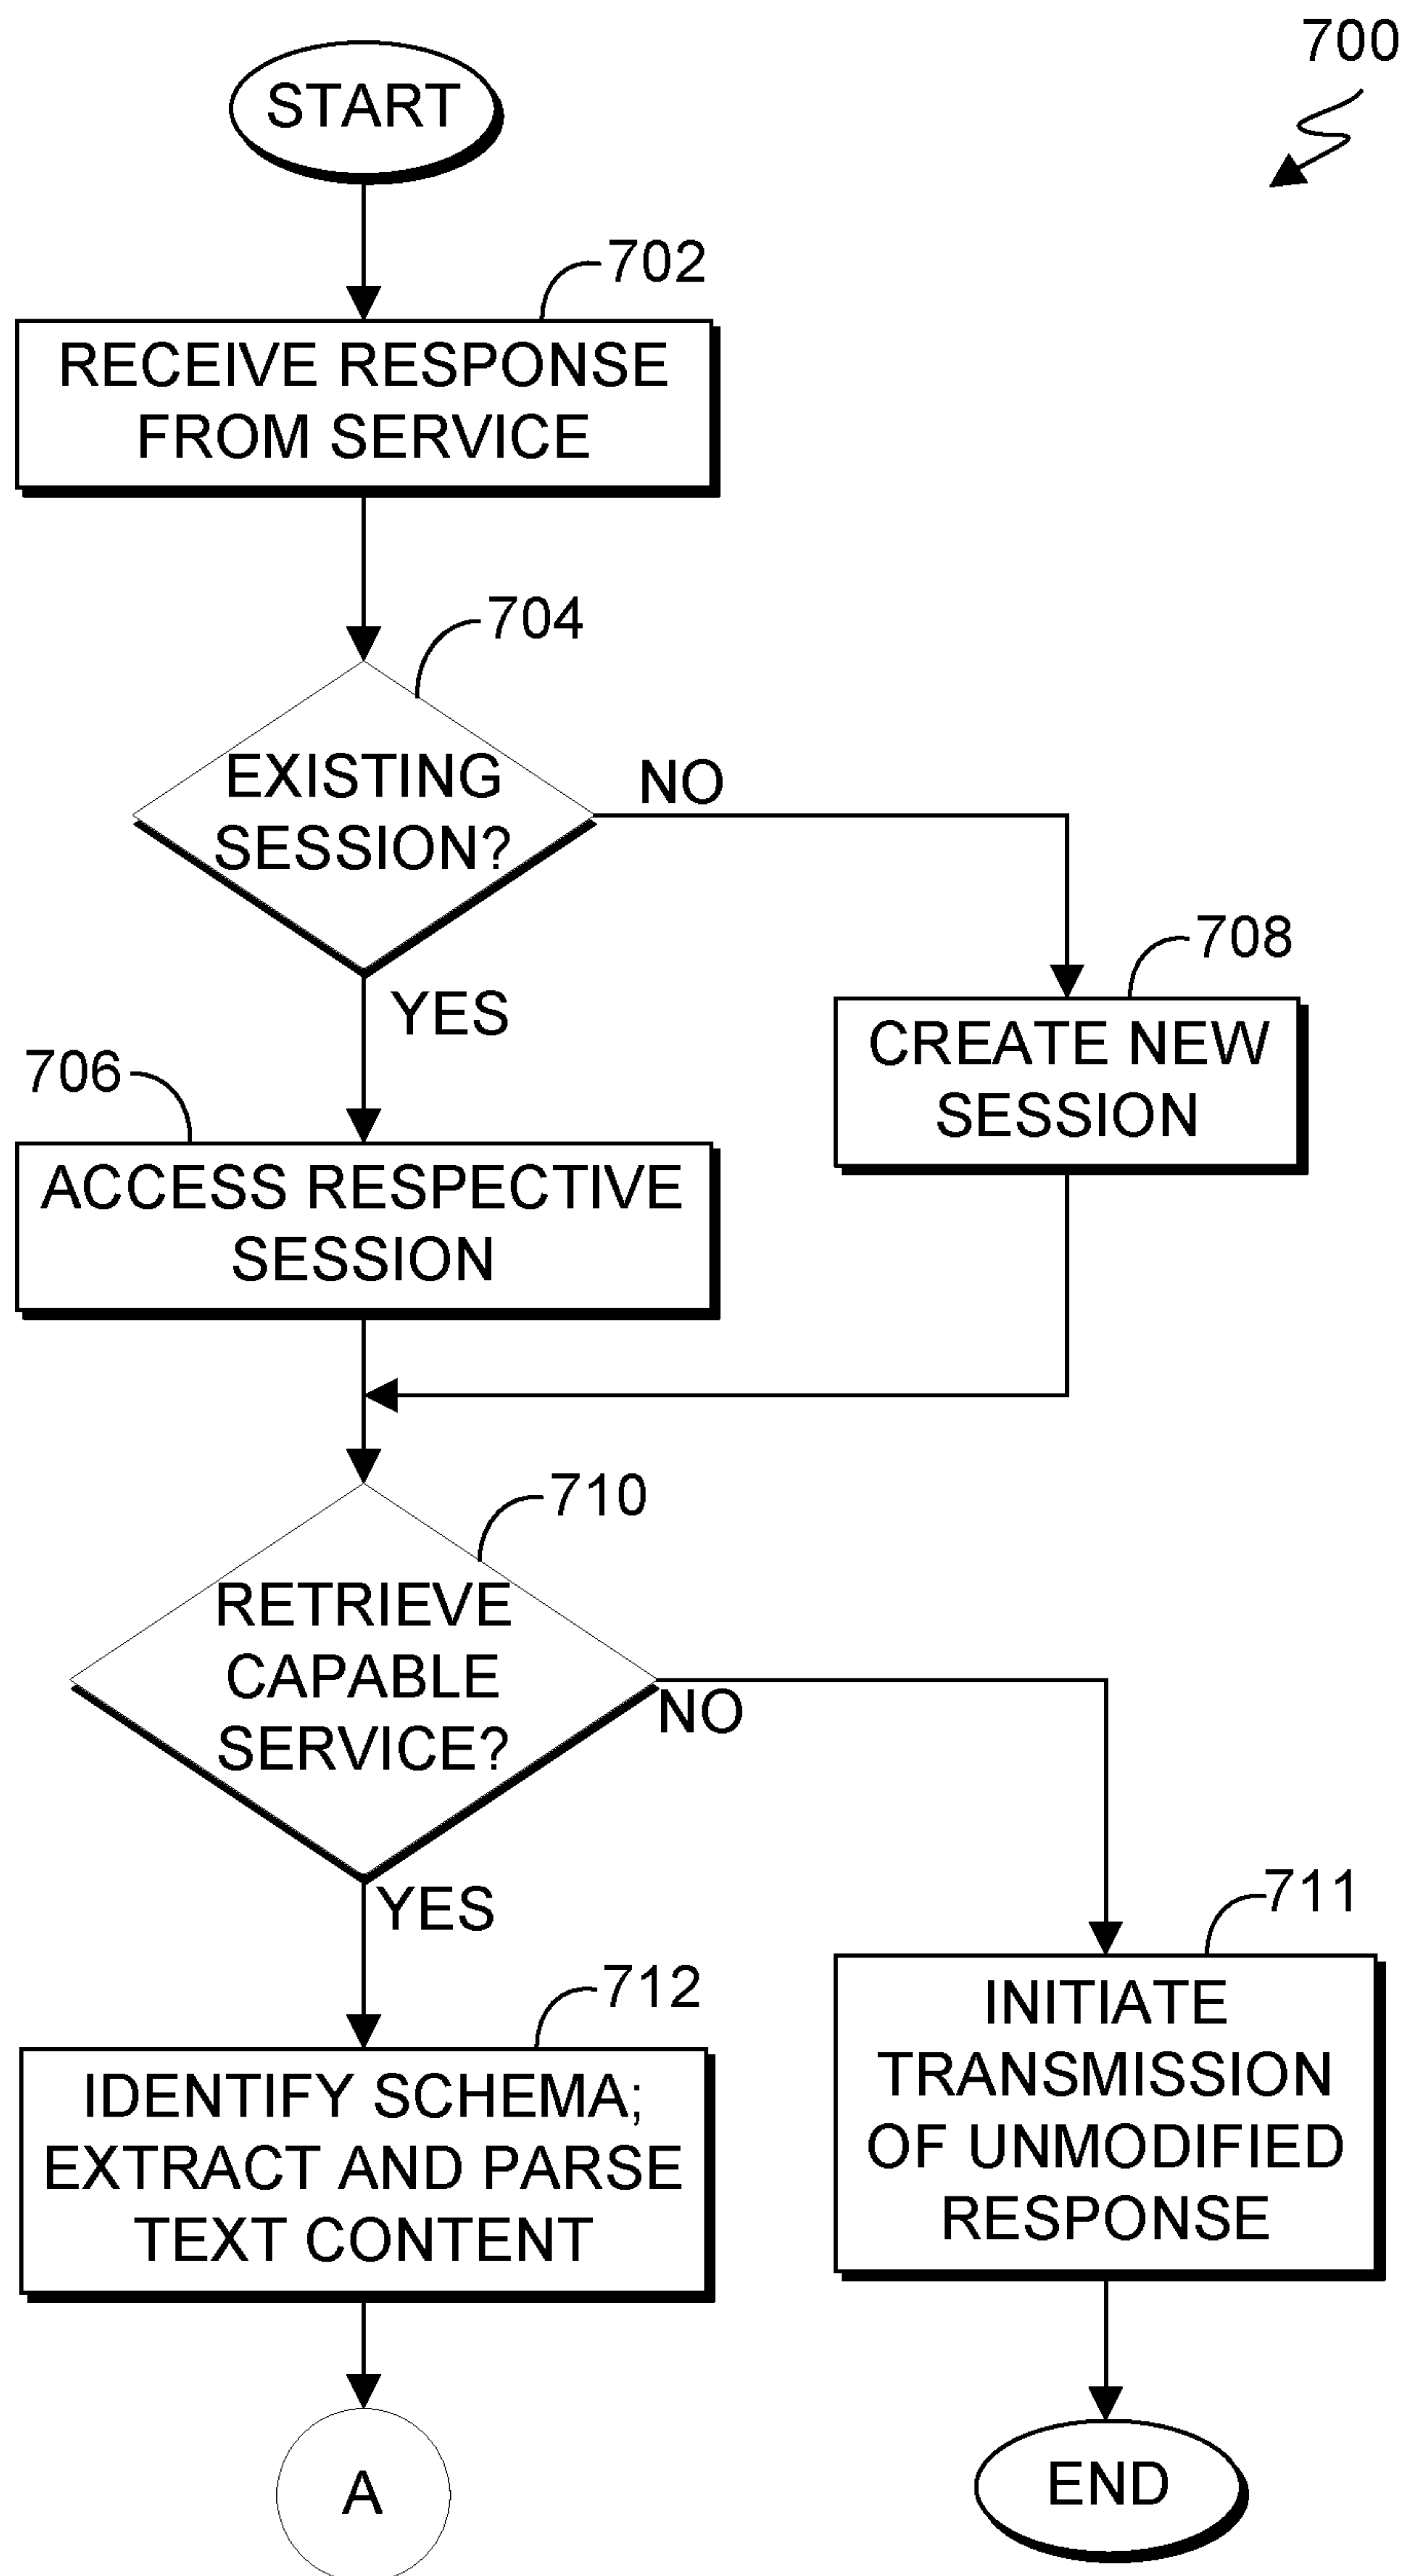 700
START
702
RECEIVE RESPONSE
FROM SERVICE
704
EXISTING
SESSION?
NO
YES
708
CREATE NEW
SESSION
706
ACCESS RESPECTIVE
SESSION
710
RETRIEVE
CAPABLE
SERVICE?
NO
YES
711
INITIATE
TRANSMISSION
OF UNMODIFIED
RESPONSE
712
IDENTIFY SCHEMA;
EXTRACT AND PARSE
TEXT CONTENT
A
END